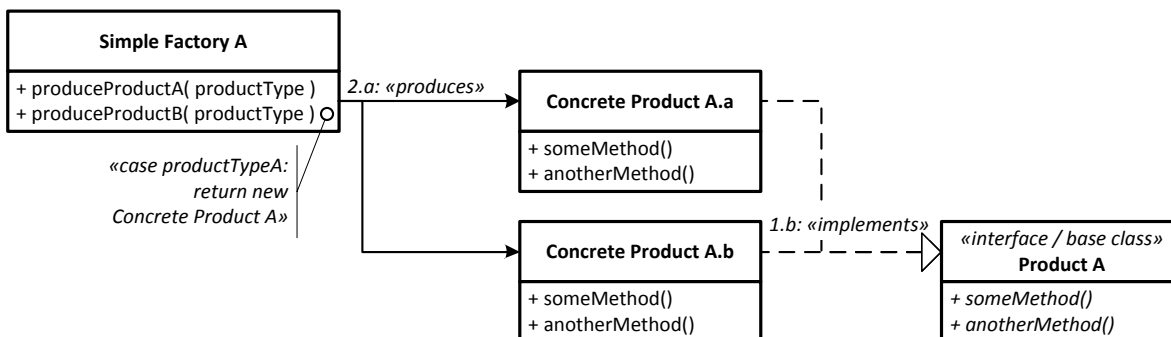 Simple Factory A
+ produceProductA( productType )
+ produceProductB( productType )
«case productTypeA:
return new
Concrete Product A»
2.a: «produces»
Concrete Product A.a
+ someMethod()
+ anotherMethod()
Concrete Product A.b
+ someMethod()
+ anotherMethod()
1.b: «implements»
«interface / base class»
Product A
+ someMethod()
+ anotherMethod()